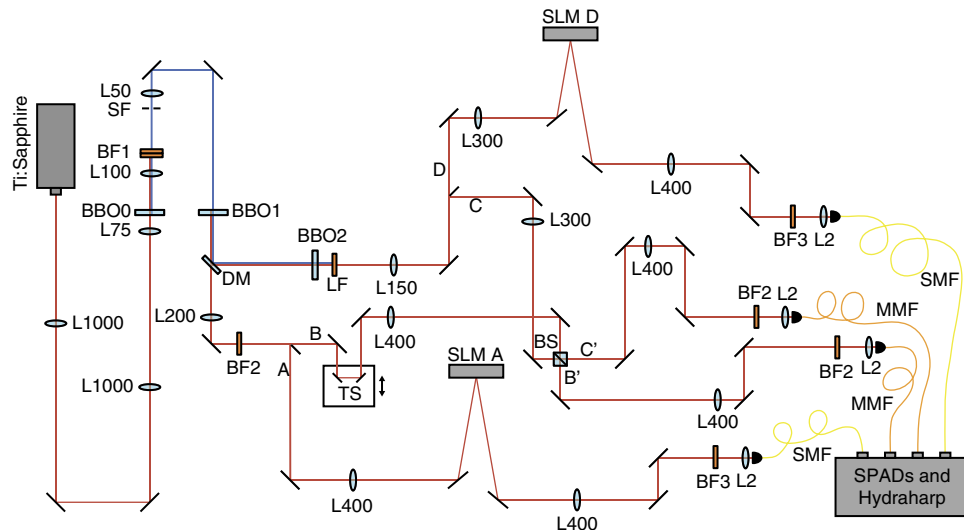 SLM D
L50
SF
Ti:Sapphire
BF1
L100
BBO0
L75
L1000
L1000
BBO1
DM
L200
BF2
BBO2
LF
L150
D
C
L300
L300
L400
BF3 L2
SMF
L400
BF2 L2
MMF
A
B
TS
L400
BS
C'
B'
SLM A
BF2
L2
MMF
L400
L400
L400
BF3 L2
SMF
SPADs and
Hydraharp